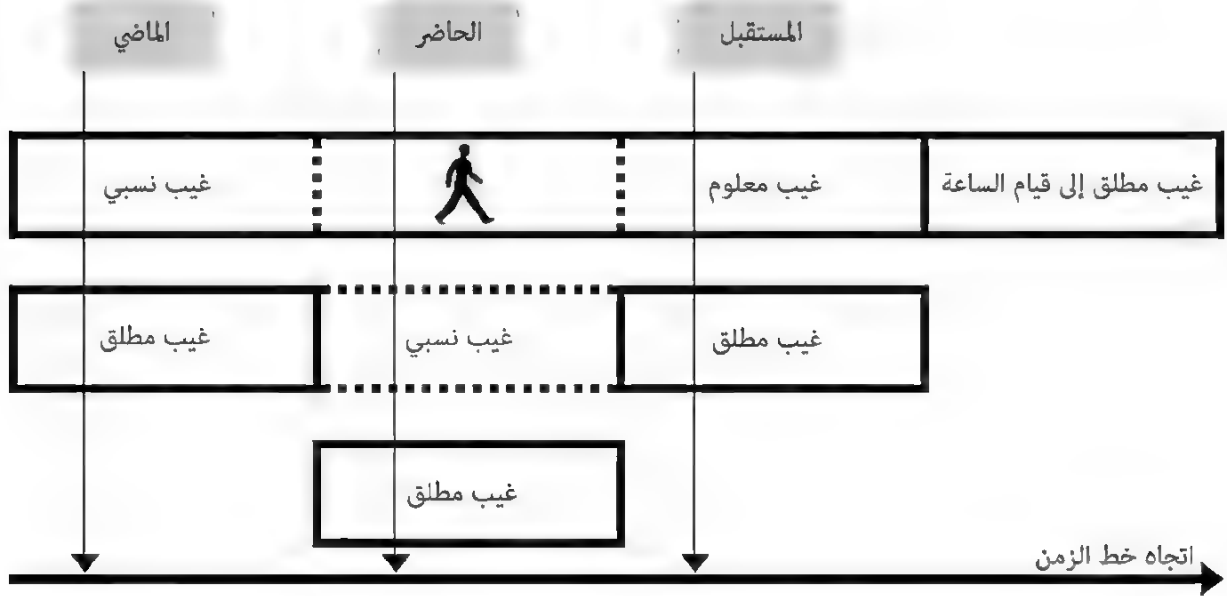 الماضي
الحاضر
المستقبل
غيب نسبي
غيب معلوم
غيب مطلق إلى قيام الساعة
غيب مطلق
غيب نسبي
غيب مطلق
غيب مطلق
اتجاه خط الزمن